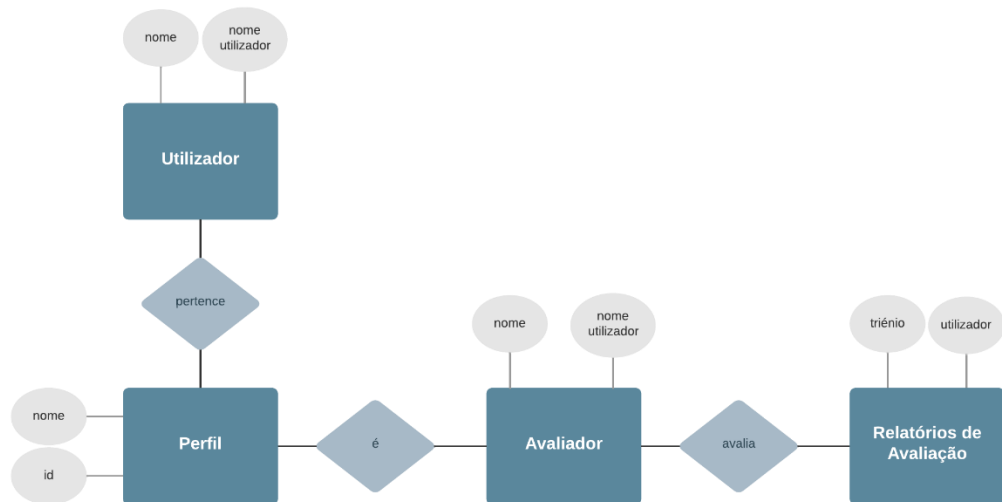 nome
nome
utilizador
Utilizador
pertence
nome
nome
utilizador
triénio
utilizador
nome
id
Perfil
é
Avaliador
avalia
Relatórios de
Avaliação